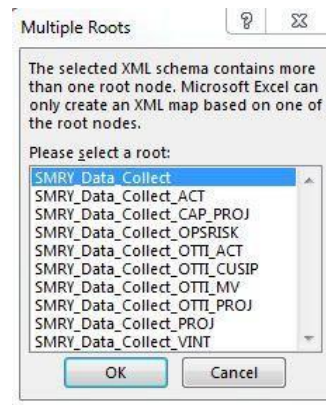 Multiple Roots
The selected XML schema contains more
than one root node. Microsoft Excel can
only create an XML map based on one of
the root nodes.
Please select a root:
SMRY_Data_Collect
SMRY_Data_Collect_ACT
SMRY_Data_Collect_CAP_PROJ
SMRY_Data_Collect_OPSRISK
SMRY_Data_Collect_OTTI_ACT
SMRY_Data_Collect_OTTI_CUSIP
SMRY_Data_Collect_OTTI_MV
SMRY_Data_Collect_OTTI_PROJ
SMRY_Data_Collect_PROJ
SMRY_Data_Collect_VINT
OK Cancel